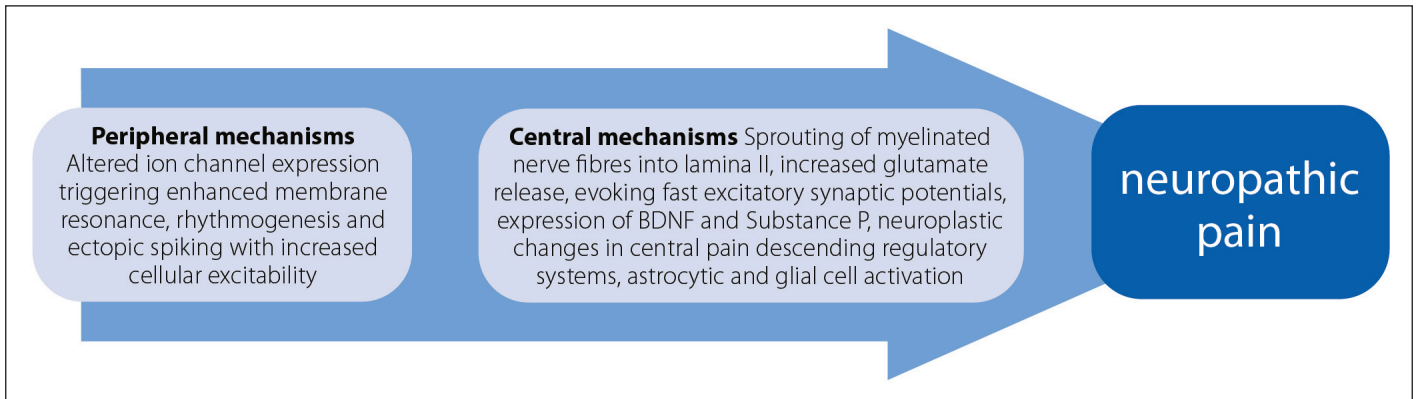 Peripheral mechanisms
Altered ion channel expression
triggering enhanced membrane
resonance, rhythmogenesis and
ectopic spiking with increased
cellular excitability
Central mechanisms Sprouting of myelinated
nerve fibres into lamina II, increased glutamate
release, evoking fast excitatory synaptic potentials,
expression of BDNF and Substance P, neuroplastic
changes in central pain descending regulatory
systems, astrocytic and glial cell activation
neuropathic
pain